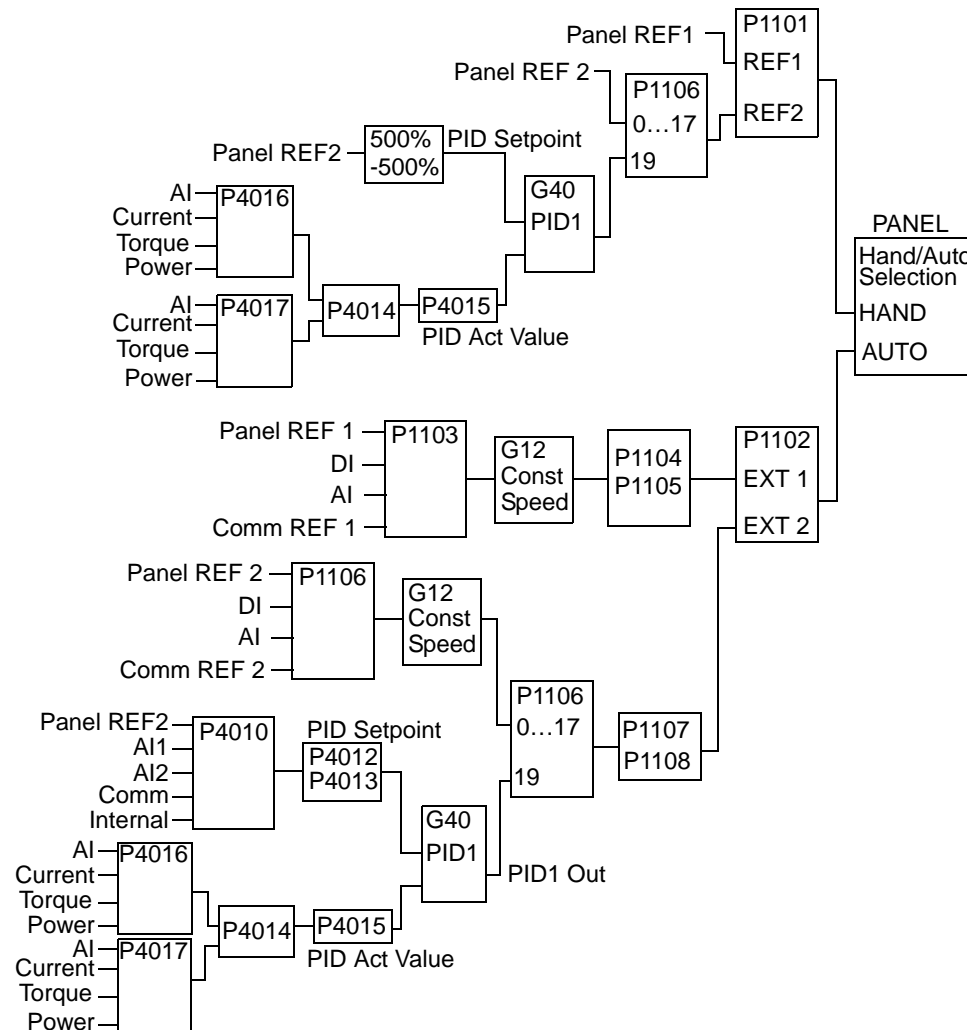 Panel REF1
P1101
REF1
REF2
Panel REF 2
P1106
0…17
19
Panel REF2
500%
-500%
PID Setpoint
G40
PID1
AI
Current
Torque
Power
P4016
AI
Current
Torque
Power
P4017
P4014
P4015
PID Act Value
PANEL
Hand/Auto
Selection
HAND
AUTO
Panel REF 1
DI
AI
Comm REF 1
P1103
G12
Const
Speed
P1104
P1105
P1102
EXT 1
EXT 2
Panel REF 2
DI
AI
Comm REF 2
P1106
G12
Const
Speed
P1106
0…17
19
P1107
P1108
Panel REF2
AI1
AI2
Comm
Internal
P4010
PID Setpoint
P4012
P4013
G40
PID1
PID1 Out
AI
Current
Torque
Power
P4016
AI
Current
Torque
Power
P4017
P4014
P4015
PID Act Value